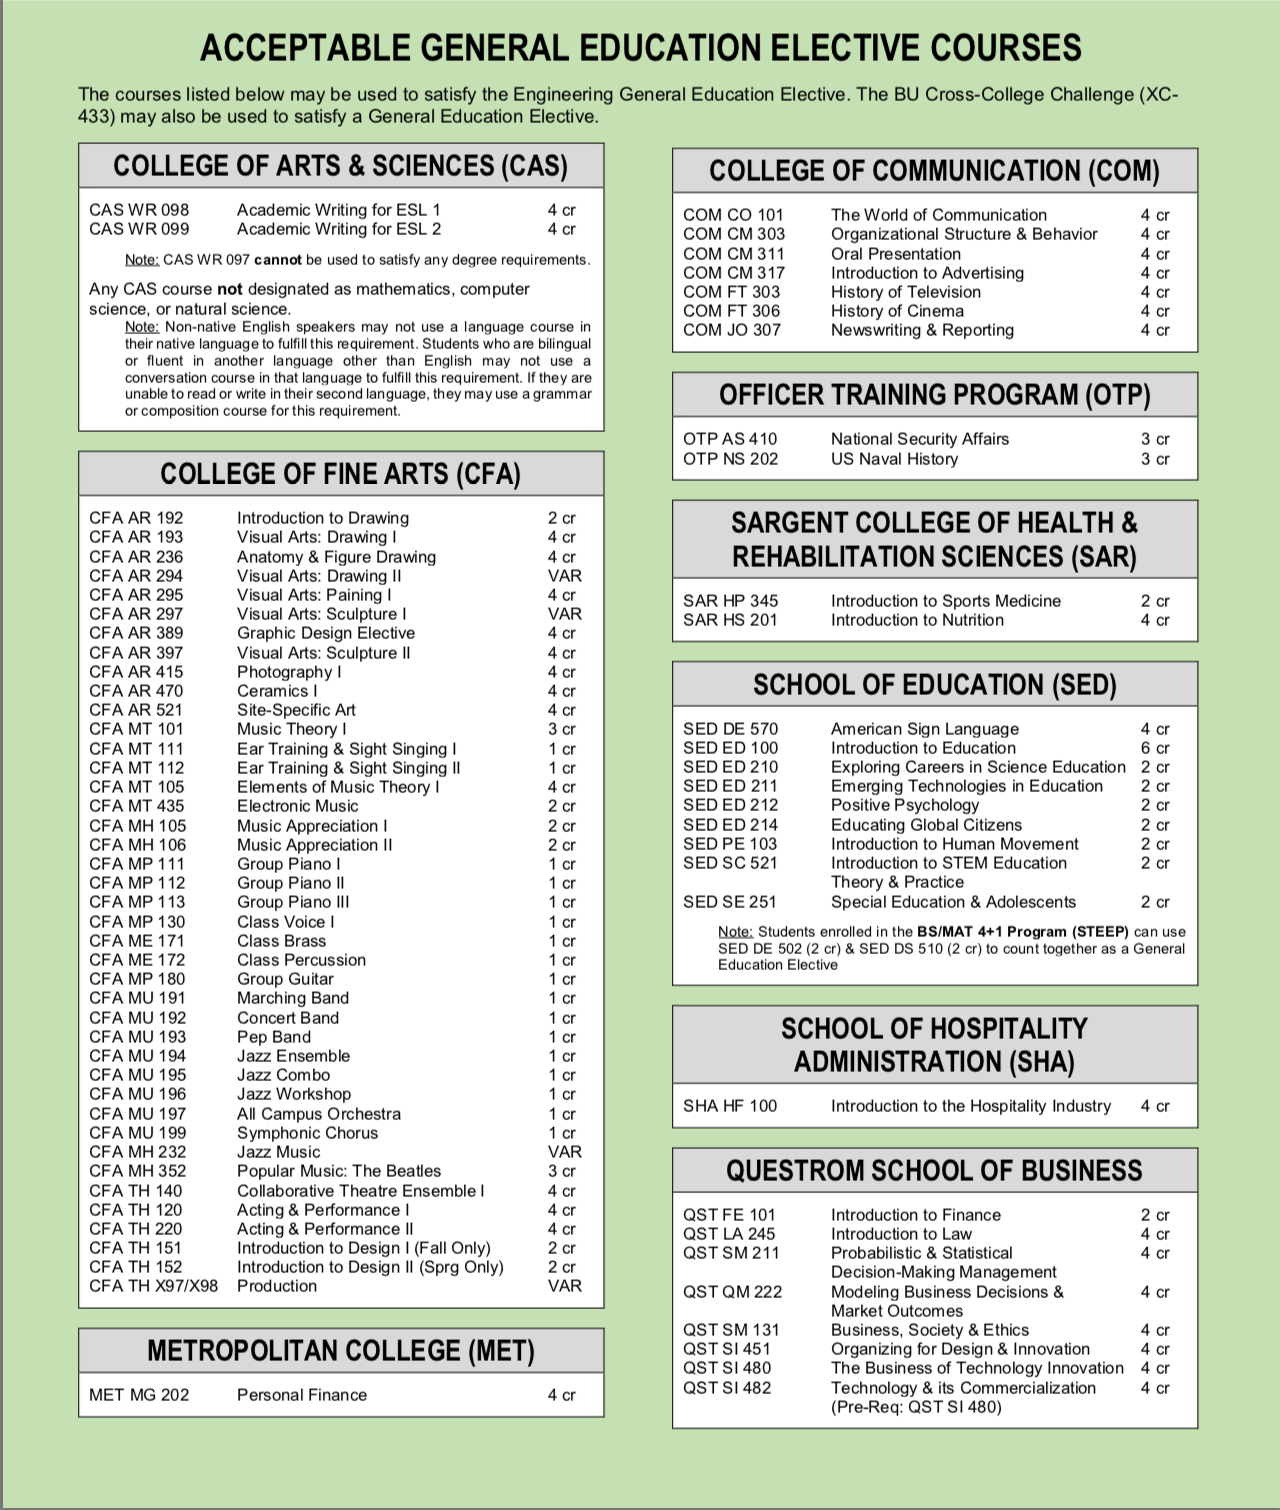 ACCEPTABLE GENERAL EDUCATION ELECTIVE COURSES
The courses listed below may be used to satisfy the Engineering General Education Elective. The BU Cross-College Challenge (XC-
433) may also be used to satisfy a General Education Elective.
COLLEGE OF ARTS & SCIENCES (CAS)
CAS WR 098 Academic Writing for ESL 1 4 cr
CAS WR 099 Academic Writing for ESL 2 4 cr
Note: CAS WR 097 cannot be used to satisfy any degree requirements.
Any CAS course not designated as mathematics, computer
science, or natural science.
Note: Non-native English speakers may not use a language course in
their native language to fulfill this requirement. Students who are bilingual
or fluent in another language other than English may not use a
conversation course in that language to fulfill this requirement. If they are
unable to read or write in their second language, they may use a grammar
or composition course for this requirement.
COLLEGE OF FINE ARTS (CFA)
CFA AR 192 Introduction to Drawing 2 cr
CFA AR 193 Visual Arts: Drawing I 4 cr
CFA AR 236 Anatomy & Figure Drawing 4 cr
CFA AR 294 Visual Arts: Drawing II VAR
CFA AR 295 Visual Arts: Paining I 4 cr
CFA AR 297 Visual Arts: Sculpture I VAR
CFA AR 389 Graphic Design Elective 4 cr
CFA AR 397 Visual Arts: Sculpture II 4 cr
CFA AR 415 Photography I 4 cr
CFA AR 470 Ceramics I 4 cr
CFA AR 521 Site-Specific Art 4 cr
CFA MT 101 Music Theory I 3 cr
CFA MT 111 Ear Training & Sight Singing I 1 cr
CFA MT 112 Ear Training & Sight Singing II 1 cr
CFA MT 105 Elements of Music Theory I 4 cr
CFA MT 435 Electronic Music 2 cr
CFA MH 105 Music Appreciation I 2 cr
CFA MH 106 Music Appreciation II 2 cr
CFA MP 111 Group Piano I 1 cr
CFA MP 112 Group Piano II 1 cr
CFA MP 113 Group Piano III 1 cr
CFA MP 130 Class Voice I 1 cr
CFA ME 171 Class Brass 1 cr
CFA ME 172 Class Percussion 1 cr
CFA MP 180 Group Guitar 1 cr
CFA MU 191 Marching Band 1 cr
CFA MU 192 Concert Band 1 cr
CFA MU 193 Pep Band 1 cr
CFA MU 194 Jazz Ensemble 1 cr
CFA MU 195 Jazz Combo 1 cr
CFA MU 196 Jazz Workshop 1 cr
CFA MU 197 All Campus Orchestra 1 cr
CFA MU 199 Symphonic Chorus 1 cr
CFA MH 232 Jazz Music VAR
CFA MH 352 Popular Music: The Beatles 3 cr
CFA TH 140 Collaborative Theatre Ensemble I 4 cr
CFA TH 120 Acting & Performance I 4 cr
CFA TH 220 Acting & Performance II 4 cr
CFA TH 151 Introduction to Design I (Fall Only) 2 cr
CFA TH 152 Introduction to Design II (Sprg Only) 2 cr
CFA TH X97/X98 Production VAR
METROPOLITAN COLLEGE (MET)
MET MG 202 Personal Finance 4 cr
COLLEGE OF COMMUNICATION (COM)
COM CO 101 The World of Communication 4 cr
COM CM 303 Organizational Structure & Behavior 4 cr
COM CM 311 Oral Presentation 4 cr
COM CM 317 Introduction to Advertising 4 cr
COM FT 303 History of Television 4 cr
COM FT 306 History of Cinema 4 cr
COM JO 307 Newswriting & Reporting 4 cr
OFFICER TRAINING PROGRAM (OTP)
OTP AS 410 National Security Affairs 3 cr
OTP NS 202 US Naval History 3 cr
SARGENT COLLEGE OF HEALTH &
REHABILITATION SCIENCES (SAR)
SAR HP 345 Introduction to Sports Medicine 2 cr
SAR HS 201 Introduction to Nutrition 4 cr
SCHOOL OF EDUCATION (SED)
SED DE 570 American Sign Language 4 cr
SED ED 100 Introduction to Education 6 cr
SED ED 210 Exploring Careers in Science Education 2 cr
SED ED 211 Emerging Technologies in Education 2 cr
SED ED 212 Positive Psychology 2 cr
SED ED 214 Educating Global Citizens 2 cr
SED PE 103 Introduction to Human Movement 2 cr
SED SC 521 Introduction to STEM Education 2 cr
Theory & Practice
SED SE 251 Special Education & Adolescents 2 cr
Note: Students enrolled in the BS/MAT 4+1 Program (STEEP) can use
SED DE 502 (2 cr) & SED DS 510 (2 cr) to count together as a General
Education Elective
SCHOOL OF HOSPITALITY
ADMINISTRATION (SHA)
SHA HF 100 Introduction to the Hospitality Industry 4 cr
QUESTROM SCHOOL OF BUSINESS
QST FE 101 Introduction to Finance 2 cr
QST LA 245 Introduction to Law 4 cr
QST SM 211 Probabilistic & Statistical 4 cr
Decision-Making Management
QST QM 222 Modeling Business Decisions & 4 cr
Market Outcomes
QST SM 131 Business, Society & Ethics 4 cr
QST SI 451 Organizing for Design & Innovation 4 cr
QST SI 480 The Business of Technology Innovation 4 cr
QST SI 482 Technology & its Commercialization 4 cr
(Pre-Req: QST SI 480)